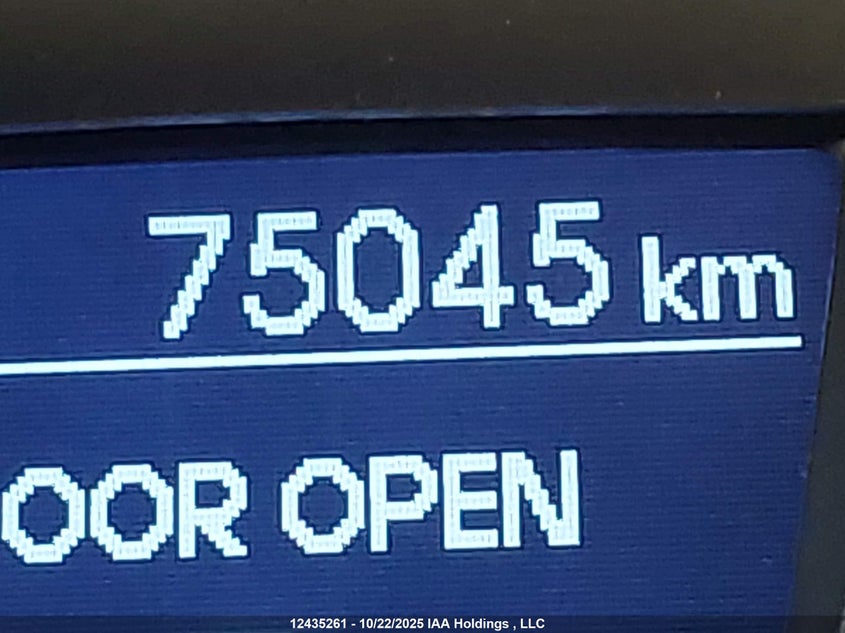 75045 km
OOR OPEN
12435261 - 10/22/2025 IAA Holdings , LLC